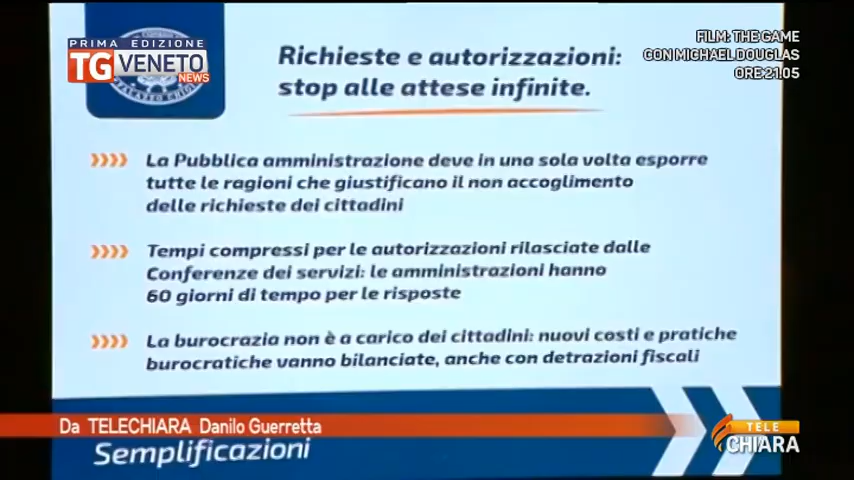 PRIMA EDIZIONE
TG VENETO
NEWS
PALAZZO CHIGI
FILM: THE GAME
CON MICHAEL DOUGLAS
ORE 21.05
Richieste e autorizzazioni:
stop alle attese infinite.
»»» La Pubblica amministrazione deve in una sola volta esporre
tutte le ragioni che giustificano il non accoglimento
delle richieste dei cittadini
»»» Tempi compressi per le autorizzazioni rilasciate dalle
Conferenze dei servizi: le amministrazioni hanno
60 giorni di tempo per le risposte
»»» La burocrazia non è a carico dei cittadini: nuovi costi e pratiche
burocratiche vanno bilanciate, anche con detrazioni fiscali
Da TELECHIARA Danilo Guerretta
Semplificazioni
TELE
CHIARA